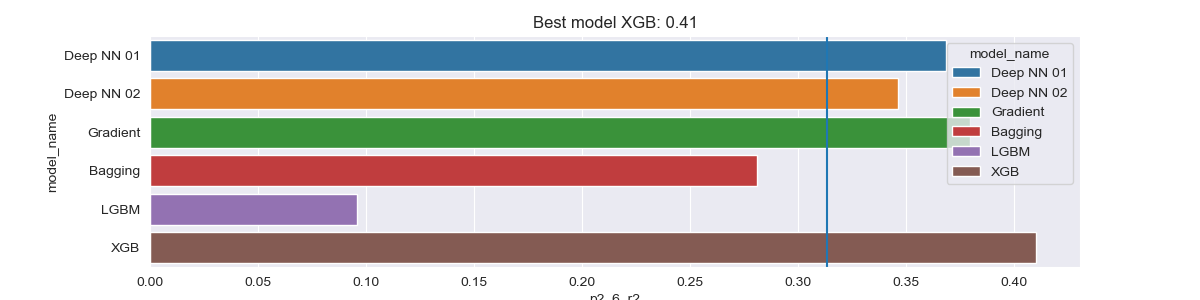 Best model XGB: 0.41
model_name
Deep NN 01
Deep NN 02
Gradient
Bagging
LGBM
XGB
model_name
Deep NN 01
Deep NN 02
Gradient
Bagging
LGBM
XGB
0.00 0.05 0.10 0.15 0.20 0.25 0.30 0.35 0.40